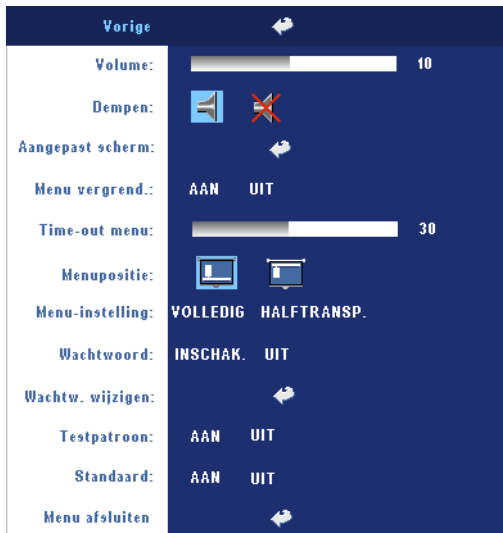 Vorige
Volume: 10
Dempen:
Aangepast scherm:
Menu vergrend.: AAN UIT
Time-out menu: 30
Menupositie:
Menu-instelling: VOLLEDIG HALFTRANSP.
Wachtwoord: INSCHAK. UIT
Wachtw. wijzigen:
Testpatroon: AAN UIT
Standaard: AAN UIT
Menu afsluiten